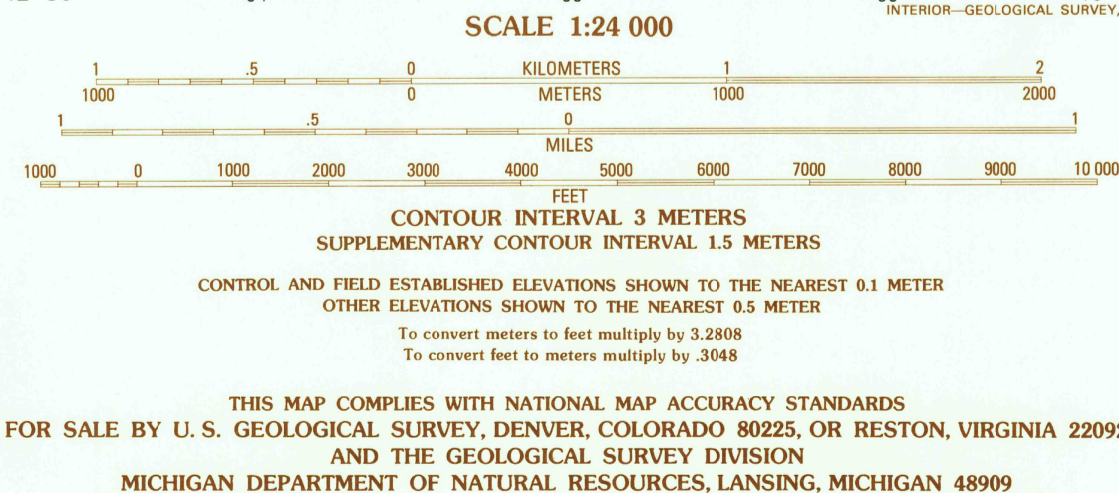 INTERIOR—GEOLOGICAL SURVEY,
SCALE 1:24 000
1 .5 0 KILOMETERS 1 2
1000 0 METERS 1000 2000
1 .5 0 1
MILES
1000 0 1000 2000 3000 4000 5000 6000 7000 8000 9000 10 000
FEET
CONTOUR INTERVAL 3 METERS
SUPPLEMENTARY CONTOUR INTERVAL 1.5 METERS
CONTROL AND FIELD ESTABLISHED ELEVATIONS SHOWN TO THE NEAREST 0.1 METER
OTHER ELEVATIONS SHOWN TO THE NEAREST 0.5 METER
To convert meters to feet multiply by 3.2808
To convert feet to meters multiply by .3048
THIS MAP COMPLIES WITH NATIONAL MAP ACCURACY STANDARDS
FOR SALE BY U. S. GEOLOGICAL SURVEY, DENVER, COLORADO 80225, OR RESTON, VIRGINIA 22092
AND THE GEOLOGICAL SURVEY DIVISION
MICHIGAN DEPARTMENT OF NATURAL RESOURCES, LANSING, MICHIGAN 48909